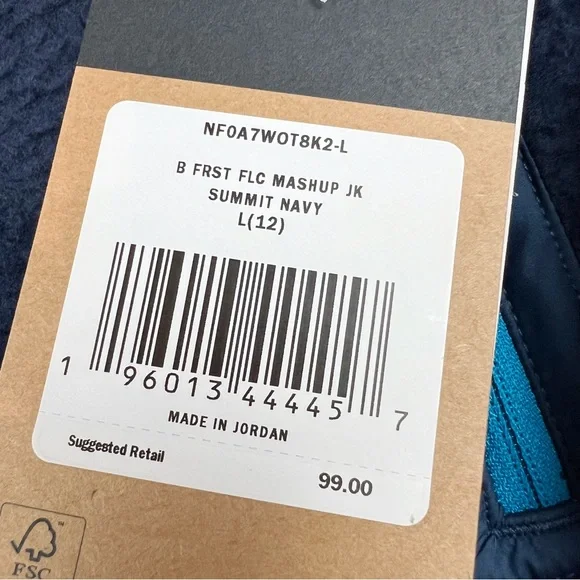 NF0A7WOT8K2-L
B FRST FLC MASHUP JK
SUMMIT NAVY
L(12)
1 96013 44445 7
MADE IN JORDAN
Suggested Retail 99.00
™
FSC